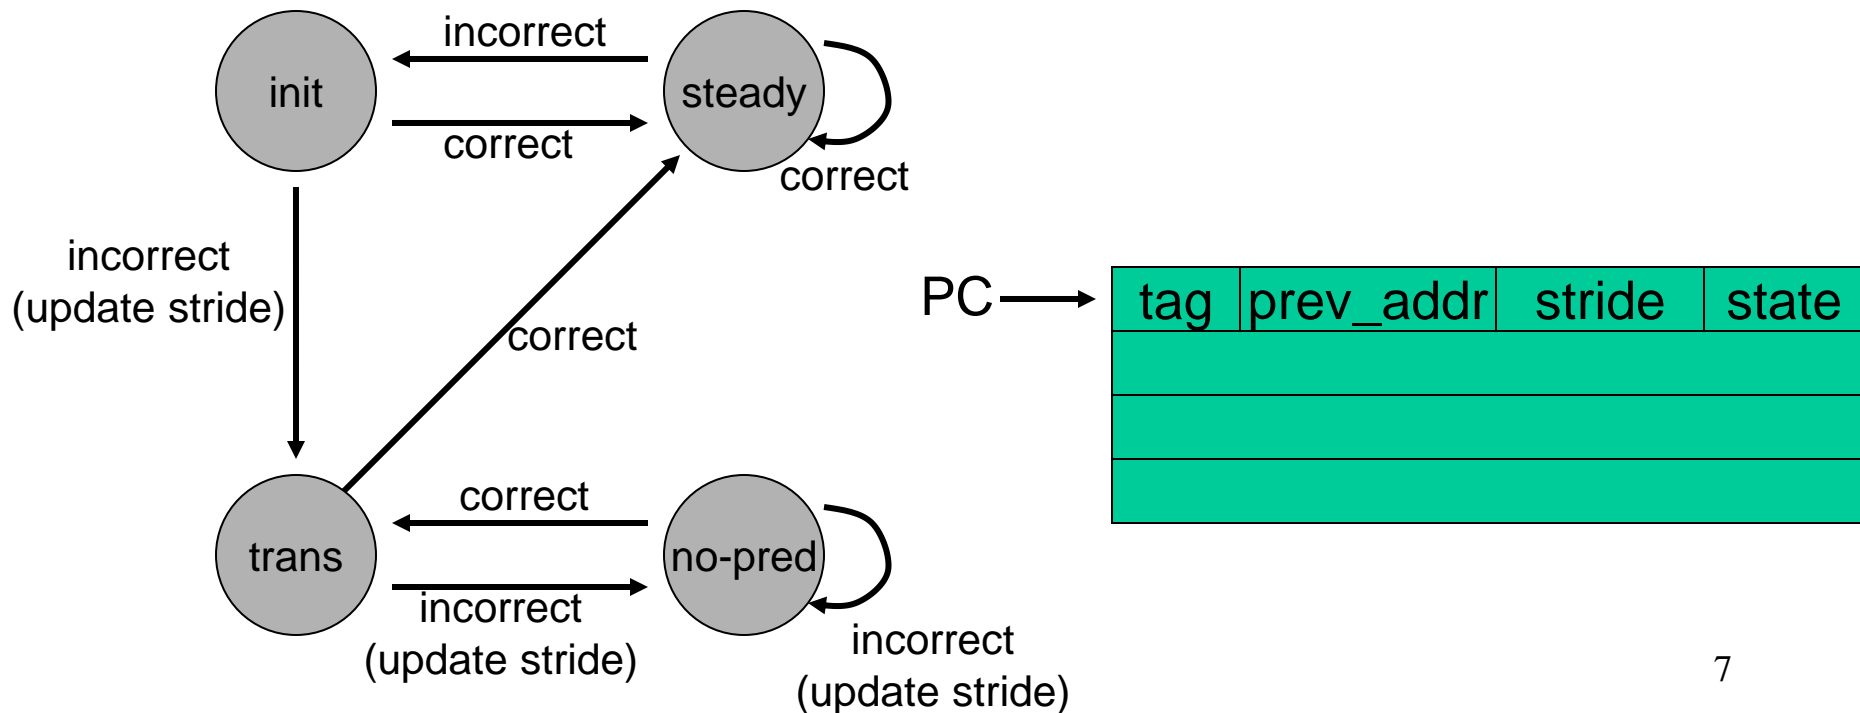 incorrect
init
steady
correct
correct
incorrect
(update stride)
correct
PC
tag prev_addr stride state
correct
trans
no-pred
incorrect
(update stride)
incorrect
(update stride)
7